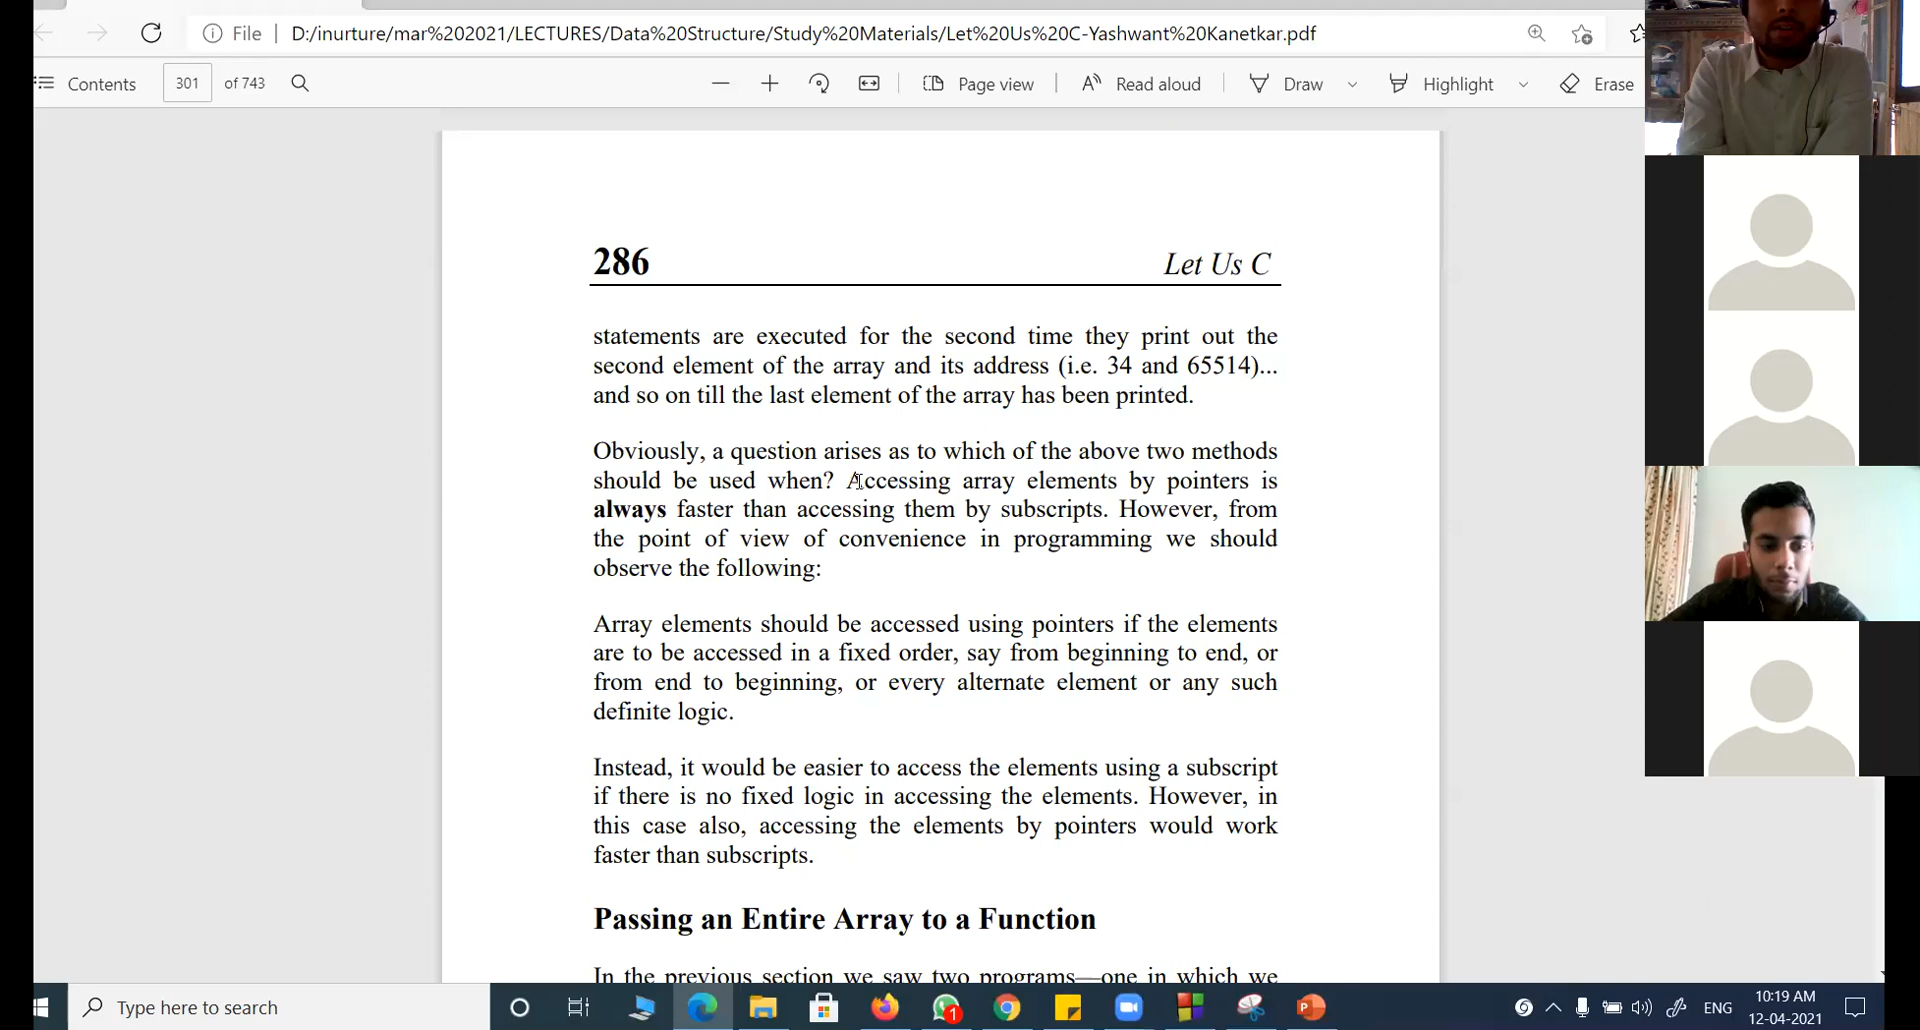 File D:/inurture/mar%202021/LECTURES/Data%20Structure/Study%20Materials/Let%20Us%20C-Yashwant%20Kanetkar.pdf
Contents 301 of 743 Page view Read aloud Draw Highlight Erase
286 Let Us C
statements are executed for the second time they print out the
second element of the array and its address (i.e. 34 and 65514)...
and so on till the last element of the array has been printed.
Obviously, a question arises as to which of the above two methods
should be used when? Accessing array elements by pointers is
always faster than accessing them by subscripts. However, from
the point of view of convenience in programming we should
observe the following:
Array elements should be accessed using pointers if the elements
are to be accessed in a fixed order, say from beginning to end, or
from end to beginning, or every alternate element or any such
definite logic.
Instead, it would be easier to access the elements using a subscript
if there is no fixed logic in accessing the elements. However, in
this case also, accessing the elements by pointers would work
faster than subscripts.
Passing an Entire Array to a Function
In the previous section we saw two programs—one in which we
Type here to search 1 ENG 10:19 AM
12-04-2021